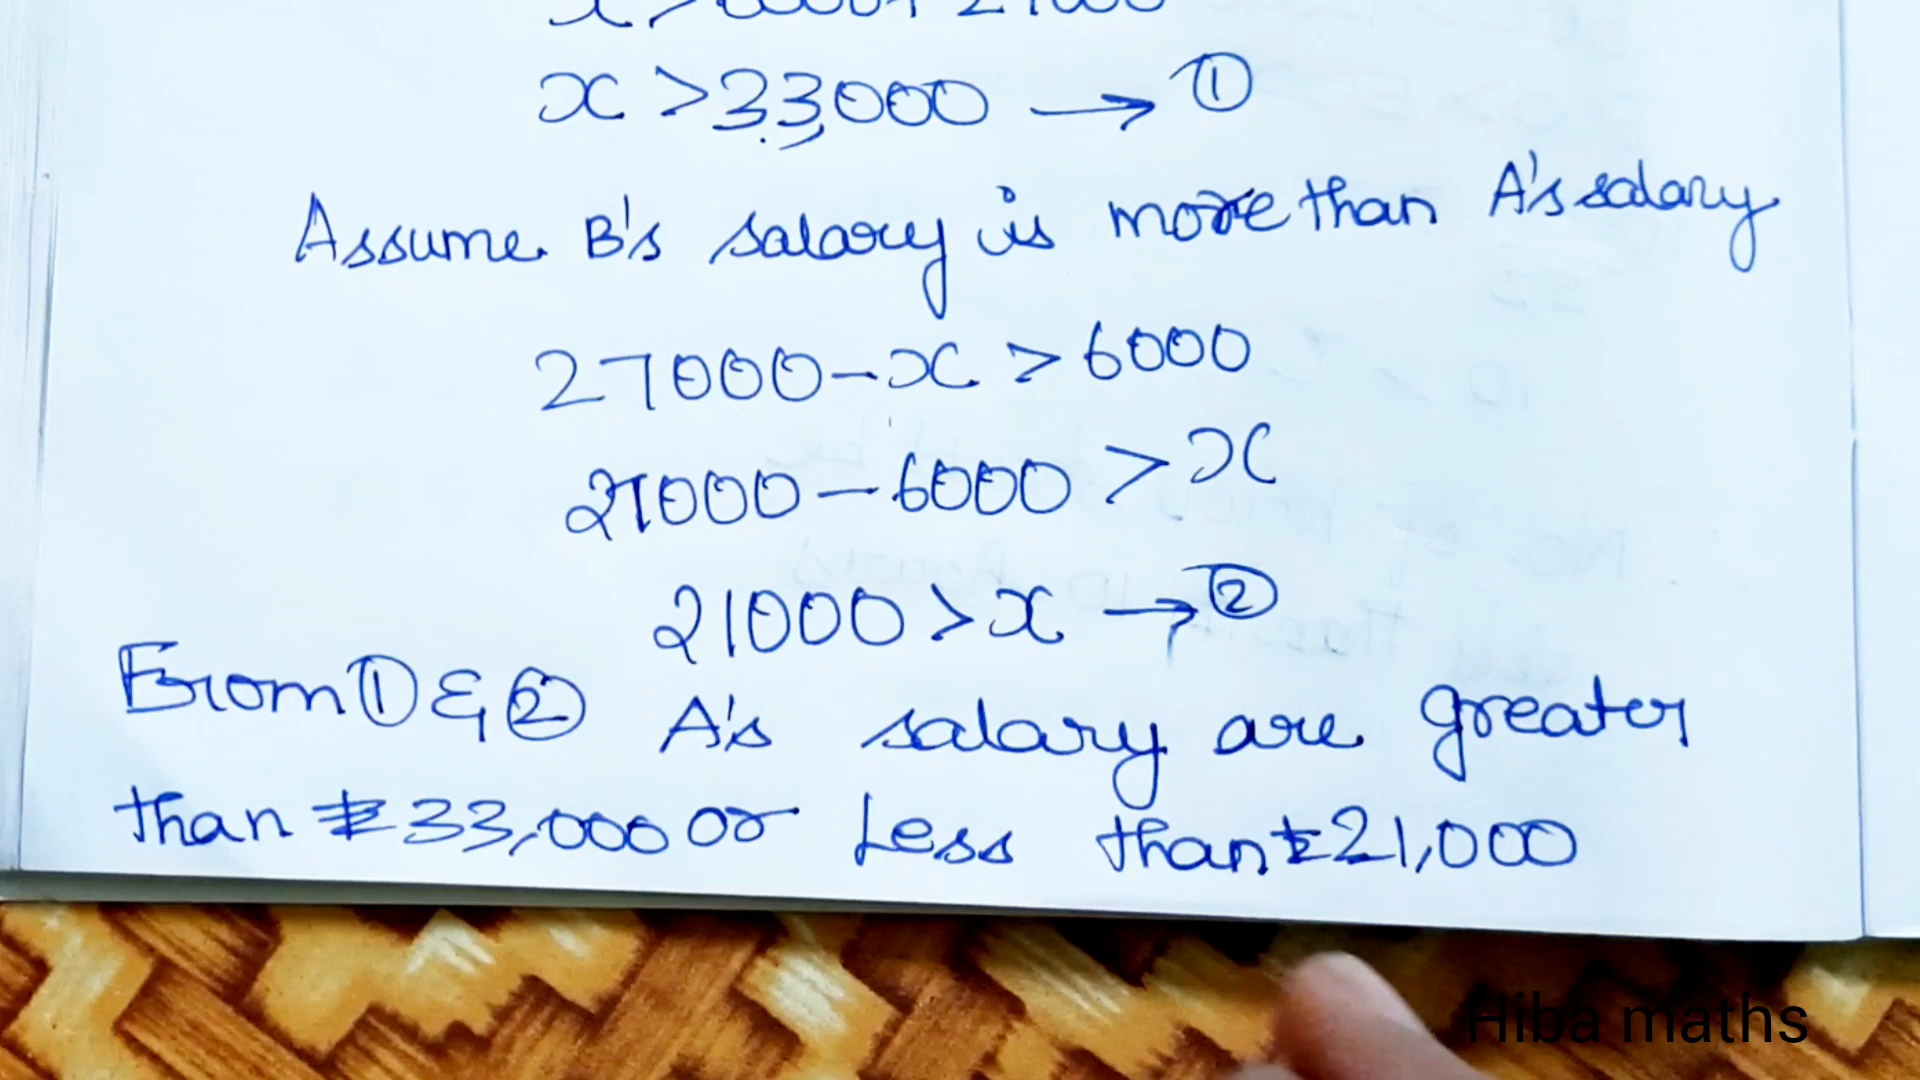 x > 33,000 → ①
Assume B's salary is more than A's salary
27000 - x > 6000
27000 - 6000 > x
21000 > x → ②
From ① & ② A's salary are greater
than ₹ 33,000 or Less than ₹ 21,000
Hiba maths